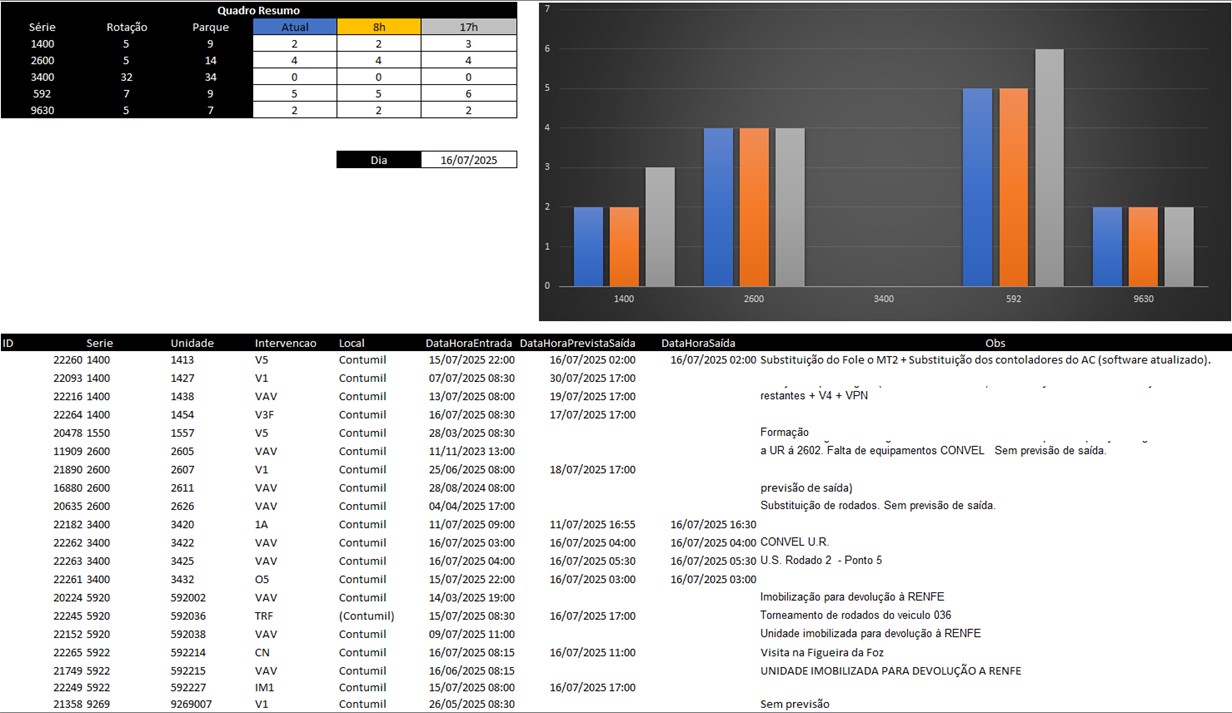 Quadro Resumo
Série Rotação Parque Atual 8h 17h
1400 5 9 2 2 3
2600 5 14 4 4 4
3400 32 34 0 0 0
592 7 9 5 5 6
9630 5 7 2 2 2
Dia 16/07/2025
7
6
5
4
3
2
1
0
1400 2600 3400 592 9630
ID Serie Unidade Intervencao Local DataHoraEntrada DataHoraPrevistaSaída DataHoraSaída Obs
22260 1400 1413 V5 Contumil 15/07/2025 22:00 16/07/2025 02:00 16/07/2025 02:00 Substituição do Fole o MT2 + Substituição dos contoladores do AC (software atualizado).
22093 1400 1427 V1 Contumil 07/07/2025 08:30 30/07/2025 17:00
22216 1400 1438 VAV Contumil 13/07/2025 08:00 19/07/2025 17:00 restantes + V4 + VPN
22264 1400 1454 V3F Contumil 16/07/2025 08:30 17/07/2025 17:00
20478 1550 1557 V5 Contumil 28/03/2025 08:30 Formação
11909 2600 2605 VAV Contumil 11/11/2023 13:00 a UR á 2602. Falta de equipamentos CONVEL Sem previsão de saída.
21890 2600 2607 V1 Contumil 25/06/2025 08:00 18/07/2025 17:00
16880 2600 2611 VAV Contumil 28/08/2024 08:00 previsão de saída)
20635 2600 2626 VAV Contumil 04/04/2025 17:00 Substituição de rodados. Sem previsão de saída.
22182 3400 3420 1A Contumil 11/07/2025 09:00 11/07/2025 16:55 16/07/2025 16:30
22262 3400 3422 VAV Contumil 16/07/2025 03:00 16/07/2025 04:00 16/07/2025 04:00 CONVEL U.R.
22263 3400 3425 VAV Contumil 16/07/2025 04:00 16/07/2025 05:30 16/07/2025 05:30 U.S. Rodado 2 - Ponto 5
22261 3400 3432 O5 Contumil 15/07/2025 22:00 16/07/2025 03:00 16/07/2025 03:00
20224 5920 592002 VAV Contumil 14/03/2025 19:00 Imobilização para devolução à RENFE
22245 5920 592036 TRF (Contumil) 15/07/2025 08:30 16/07/2025 17:00 Torneamento de rodados do veiculo 036
22152 5920 592038 VAV Contumil 09/07/2025 11:00 Unidade imobilizada para devolução à RENFE
22265 5922 592214 CN Contumil 16/07/2025 08:15 16/07/2025 11:00 Visita na Figueira da Foz
21749 5922 592215 VAV Contumil 16/06/2025 08:15 UNIDADE IMOBILIZADA PARA DEVOLUÇÃO A RENFE
22249 5922 592227 IM1 Contumil 15/07/2025 08:00 16/07/2025 17:00
21358 9269 9269007 V1 Contumil 26/05/2025 08:30 Sem previsão